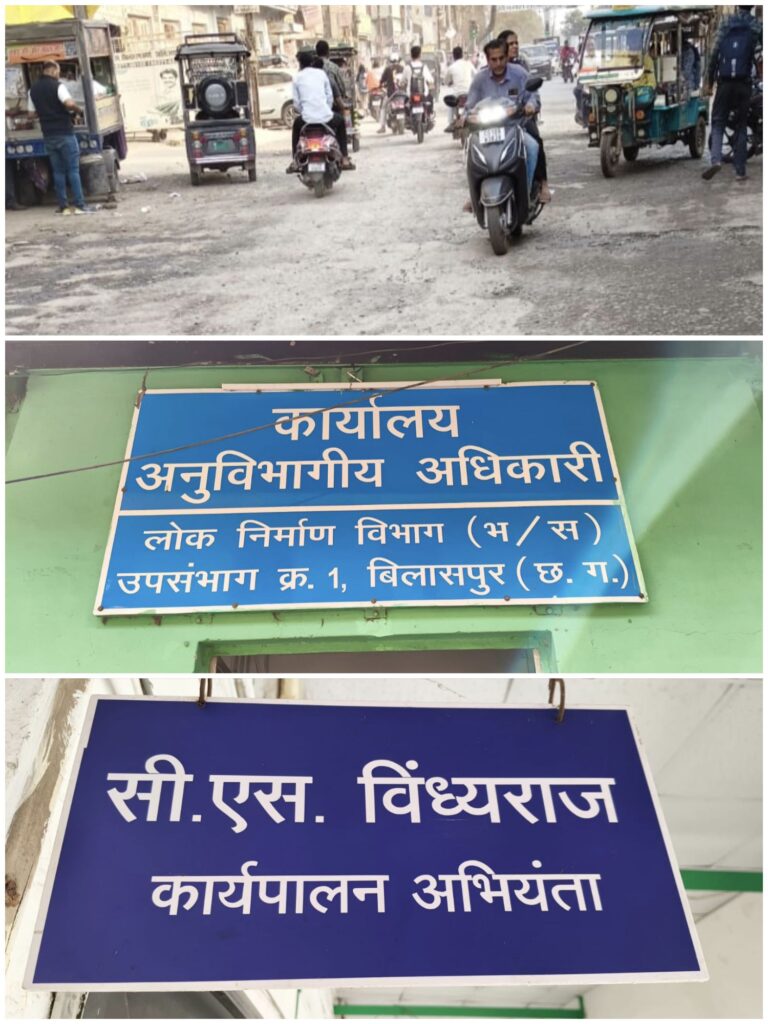 कार्यालय
अनुविभागीय अधिकारी
लोक निर्माण विभाग (भ/स)
उपसंभाग क्र. 1, बिलासपुर (छ. ग.)
सी.एस. विंध्यराज
कार्यपालन अभियंता